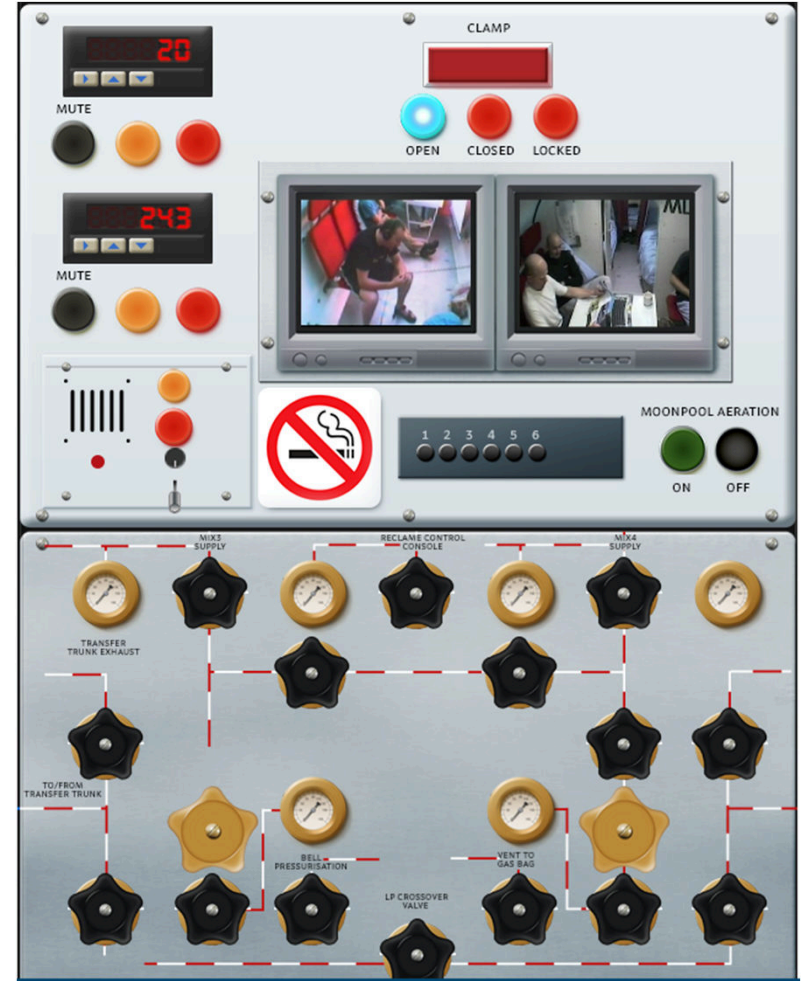 20
MUTE
243
MUTE
CLAMP
OPEN CLOSED LOCKED
1 2 3 4 5 6
MOONPOOL AERATION
ON OFF
MIX3
SUPPLY
RECLAME CONTROL
CONSOLE
MIX4
SUPPLY
TRANSFER
TRUNK EXHAUST
TO/FROM
TRANSFER TRUNK
BELL
PRESSURISATION
VENT TO
GAS BAG
LP CROSSOVER
VALVE